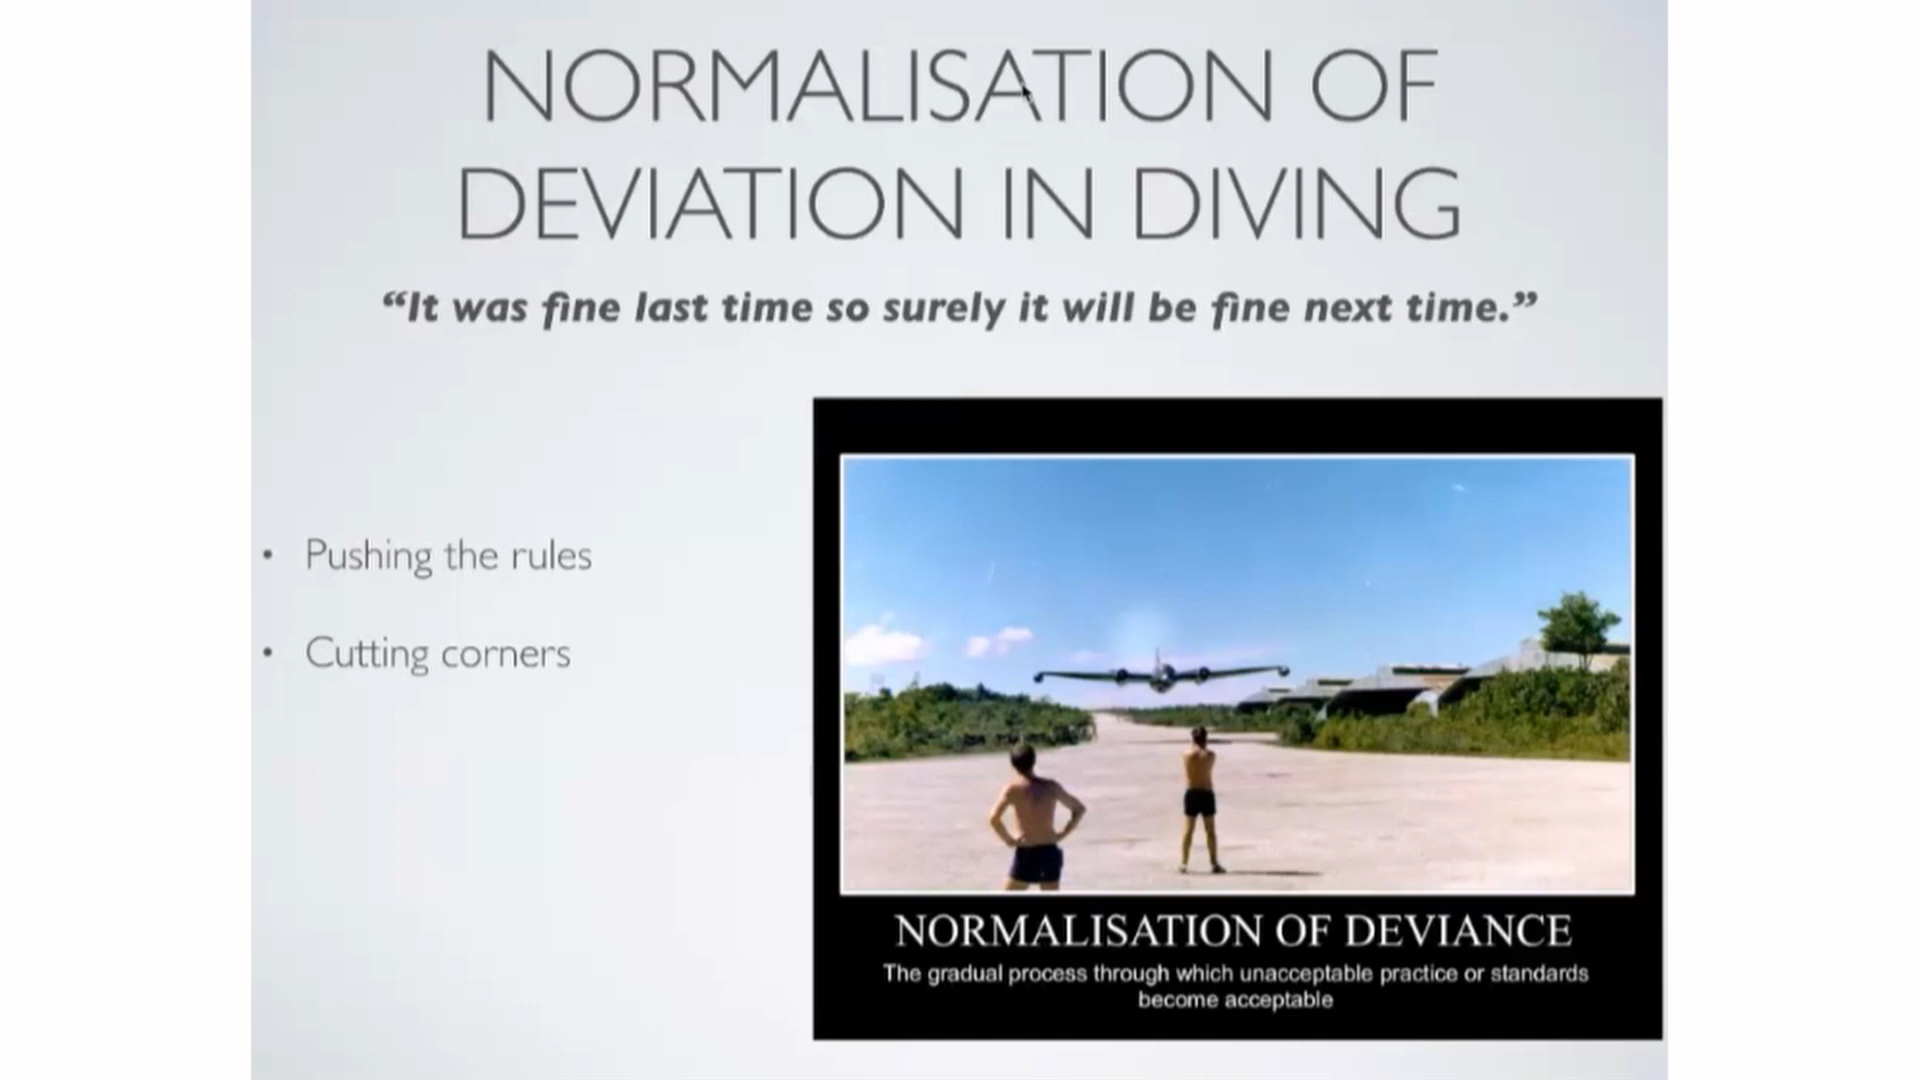 NORMALISATION OF
DEVIATION IN DIVING
“It was fine last time so surely it will be fine next time.”
• Pushing the rules
• Cutting corners
NORMALISATION OF DEVIANCE
The gradual process through which unacceptable practice or standards
become acceptable